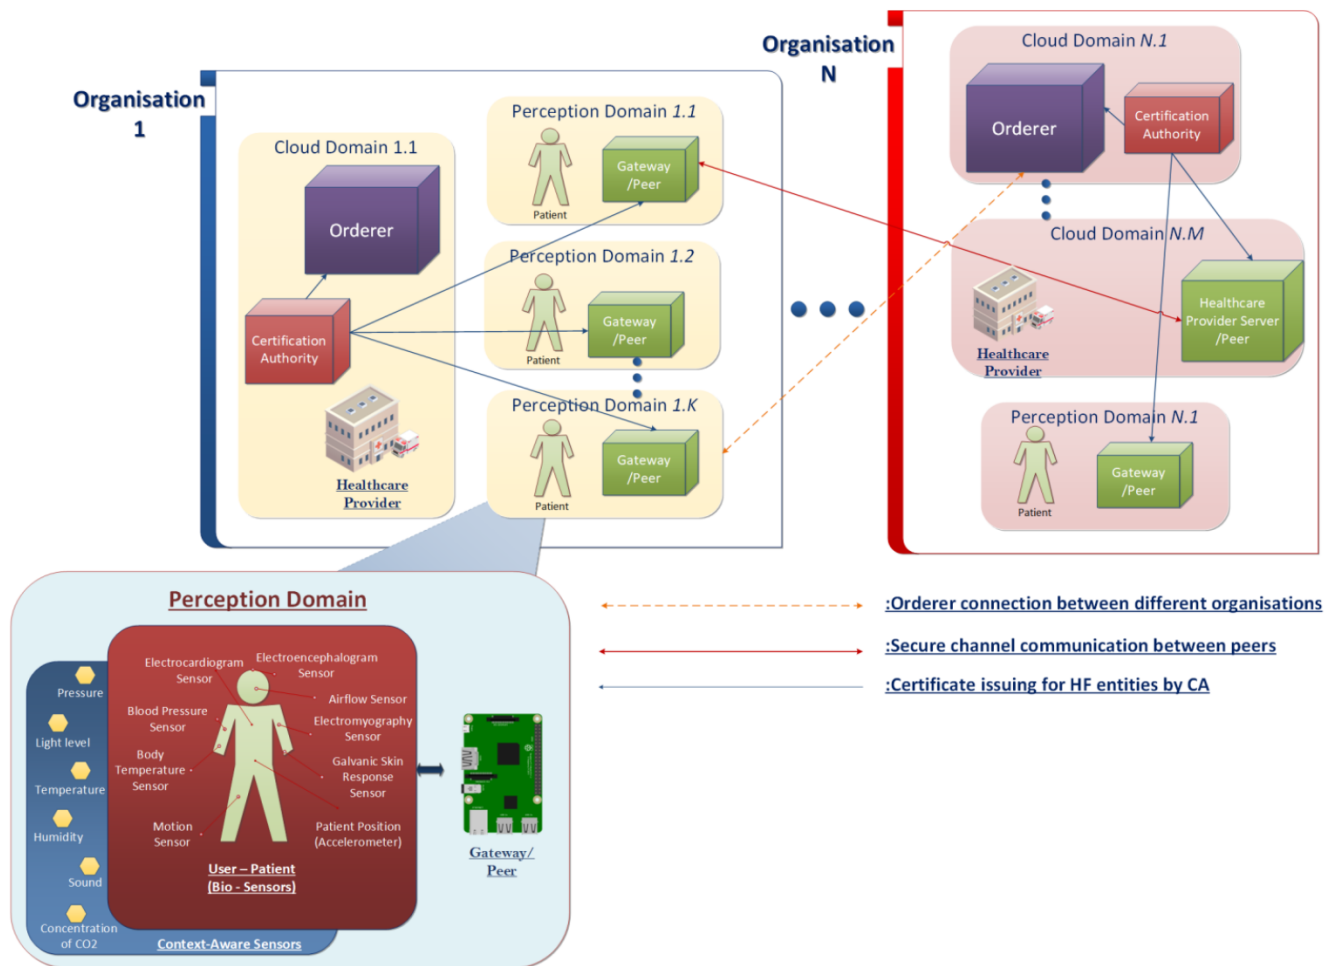 Organisation
1
Cloud Domain 1.1
Orderer
Certification
Authority
Healthcare
Provider
Perception Domain 1.1
Patient
Gateway
/Peer
Perception Domain 1.2
Patient
Gateway
/Peer
Perception Domain 1.K
Patient
Gateway
/Peer
Organisation
N
Cloud Domain N.1
Orderer
Certification
Authority
Cloud Domain N.M
Healthcare
Provider
Healthcare
Provider Server
/Peer
Perception Domain N.1
Patient
Gateway
/Peer
Perception Domain
Pressure
Light level
Temperature
Humidity
Sound
Concentration
of CO2
Context-Aware Sensors
Electrocardiogram
Sensor
Electroencephalogram
Sensor
Airflow Sensor
Blood Pressure
Sensor
Electromyography
Sensor
Body
Temperature
Sensor
Galvanic Skin
Response
Sensor
Motion
Sensor
Patient Position
(Accelerometer)
User – Patient
(Bio - Sensors)
Gateway/
Peer
:Orderer connection between different organisations
:Secure channel communication between peers
:Certificate issuing for HF entities by CA